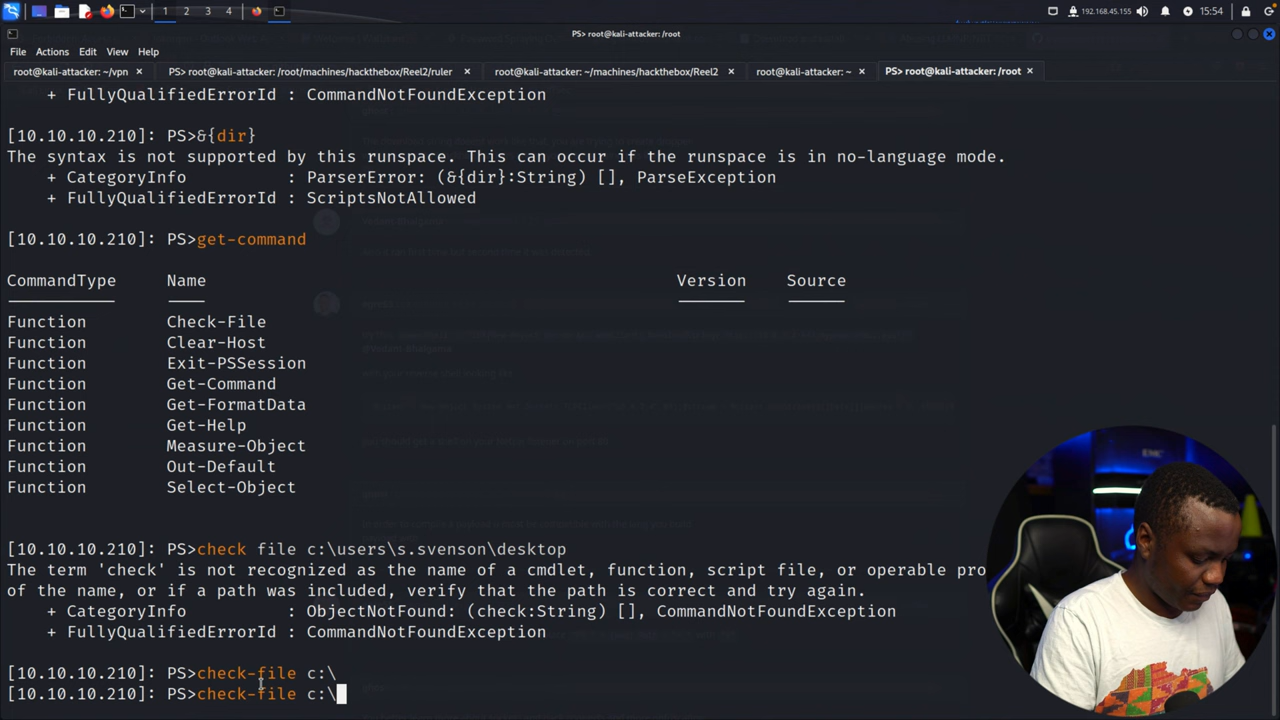 1 2 3 4 192.168.45.155 15:54
PS> root@kali-attacker: /root
File Actions Edit View Help
root@kali-attacker: ~/vpn × PS> root@kali-attacker: /root/machines/hackthebox/Reel2/ruler × root@kali-attacker: ~/machines/hackthebox/Reel2 × root@kali-attacker: ~ × PS> root@kali-attacker: /root ×
+ FullyQualifiedErrorId : CommandNotFoundException
[10.10.10.210]: PS>&{dir}
The syntax is not supported by this runspace. This can occur if the runspace is in no-language mode.
+ CategoryInfo : ParserError: (&{dir}:String) [], ParseException
+ FullyQualifiedErrorId : ScriptsNotAllowed
[10.10.10.210]: PS>get-command
CommandType Name Version Source
Function Check-File
Function Clear-Host
Function Exit-PSSession
Function Get-Command
Function Get-FormatData
Function Get-Help
Function Measure-Object
Function Out-Default
Function Select-Object
[10.10.10.210]: PS>check file c:\users\s.svenson\desktop
The term 'check' is not recognized as the name of a cmdlet, function, script file, or operable pro
of the name, or if a path was included, verify that the path is correct and try again.
+ CategoryInfo : ObjectNotFound: (check:String) [], CommandNotFoundException
+ FullyQualifiedErrorId : CommandNotFoundException
[10.10.10.210]: PS>check-file c:\
[10.10.10.210]: PS>check-file c:\